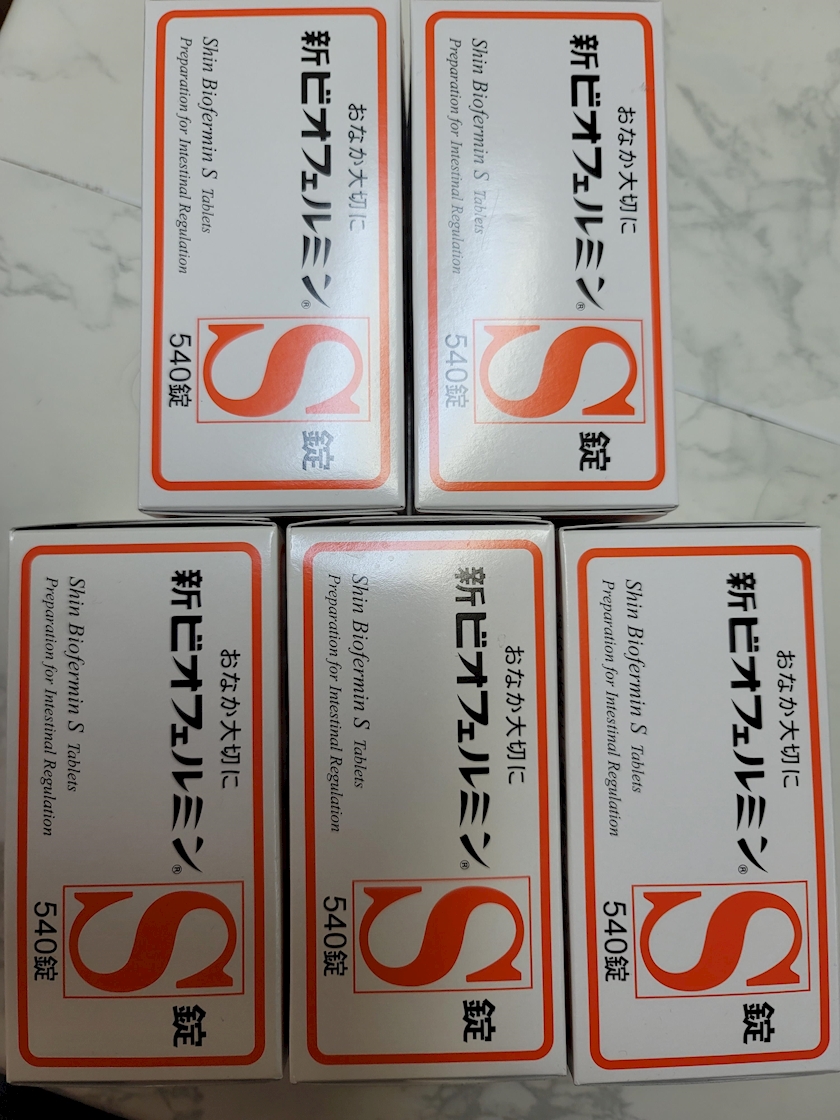 おなか大切に
新ビオフェルミン®S錠
Shin Biofermin S Tablets
Preparation for Intestinal Regulation
540錠
おなか大切に
新ビオフェルミン®S錠
Shin Biofermin S Tablets
Preparation for Intestinal Regulation
540錠
おなか大切に
新ビオフェルミン®S錠
Shin Biofermin S Tablets
Preparation for Intestinal Regulation
540錠
おなか大切に
新ビオフェルミン®S錠
Shin Biofermin S Tablets
Preparation for Intestinal Regulation
540錠
おなか大切に
新ビオフェルミン®S錠
Shin Biofermin S Tablets
Preparation for Intestinal Regulation
540錠